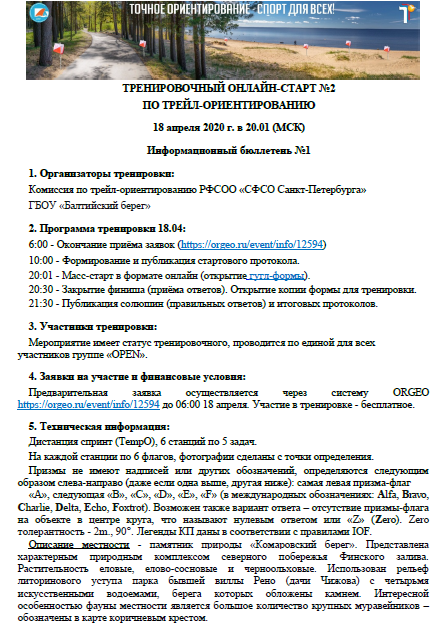 ТОЧНОЕ ОРИЕНТИРОВАНИЕ - СПОРТ ДЛЯ ВСЕХ!
ТРЕНИРОВОЧНЫЙ ОНЛАЙН-СТАРТ №2
ПО ТРЕЙЛ-ОРИЕНТИРОВАНИЮ
18 апреля 2020 г. в 20.01 (МСК)
Информационный бюллетень №1
1. Организаторы тренировки:
Комиссия по трейл-ориентированию РФСОО «СФСО Санкт-Петербурга»
ГБОУ «Балтийский берег»
2. Программа тренировки 18.04:
6:00 - Окончание приёма заявок (https://orgeo.ru/event/info/12594)
10:00 - Формирование и публикация стартового протокола.
20:01 - Масс-старт в формате онлайн (открытие гугл-формы).
20:30 - Закрытие финиша (приёма ответов). Открытие копии формы для тренировки.
21:30 - Публикация солюшин (правильных ответов) и итоговых протоколов.
3. Участники тренировки:
Мероприятие имеет статус тренировочного, проводится по единой для всех
участников группе «OPEN».
4. Заявки на участие и финансовые условия:
Предварительная заявка осуществляется через систему ORGEO
https://orgeo.ru/event/info/12594 до 06:00 18 апреля. Участие в тренировке - бесплатное.
5. Техническая информация:
Дистанция спринт (TempO), 6 станций по 5 задач.
На каждой станции по 6 флагов, фотографии сделаны с точки определения.
Призмы не имеют надписей или других обозначений, определяются следующим
образом слева-направо (даже если одна выше, другая ниже): самая левая призма-флаг
«A», следующая «B», «C», «D», «E», «F» (в международных обозначениях: Alfa, Bravo,
Charlie, Delta, Echo, Foxtrot). Возможен также вариант ответа – отсутствие призмы-флага
на объекте в центре круга, что называют нулевым ответом или «Z» (Zero). Zero
толерантность - 2m., 90°. Легенды КП даны в соответствии с правилами IOF.
Описание местности - памятник природы «Комаровский берег». Представлена
характерным природным комплексом северного побережья Финского залива.
Растительность еловые, елово-сосновые и черноольховые. Использован рельеф
литоринового уступа парка бывшей виллы Рено (дачи Чижова) с четырьмя
искусственными водоемами, берега которых обложены камнем. Интересной
особенностью фауны местности является большое количество крупных муравейников –
обозначены в карте коричневым крестом.